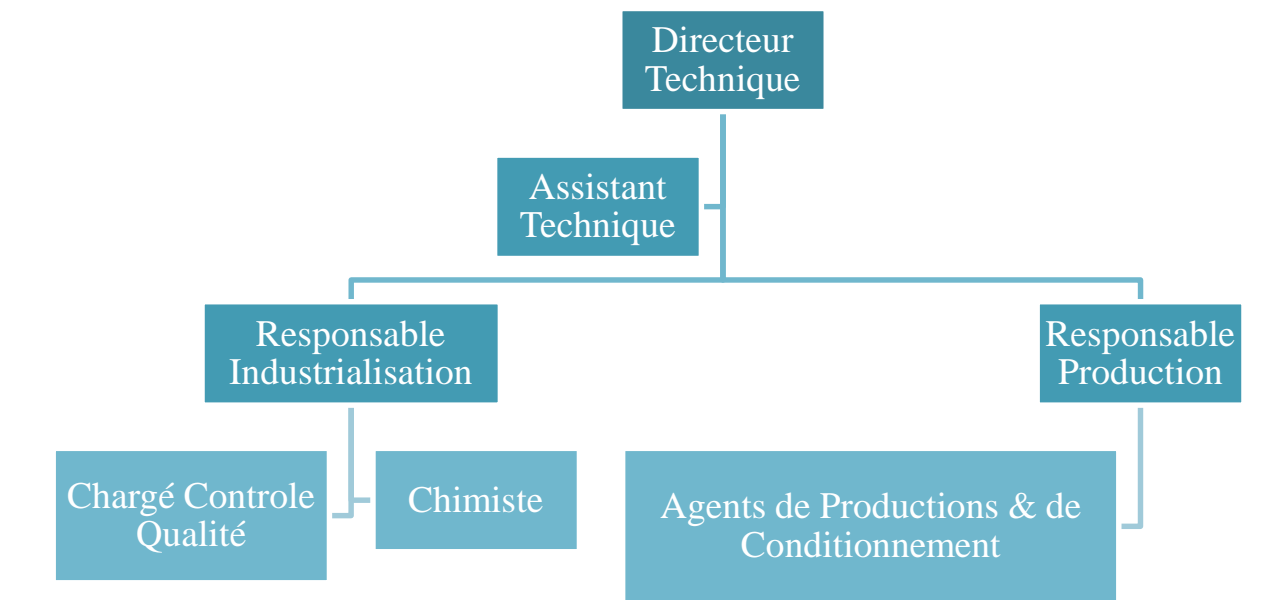 Directeur
Technique
Assistant
Technique
Responsable
Industrialisation
Responsable
Production
Chargé Controle
Qualité
Chimiste
Agents de Productions & de
Conditionnement